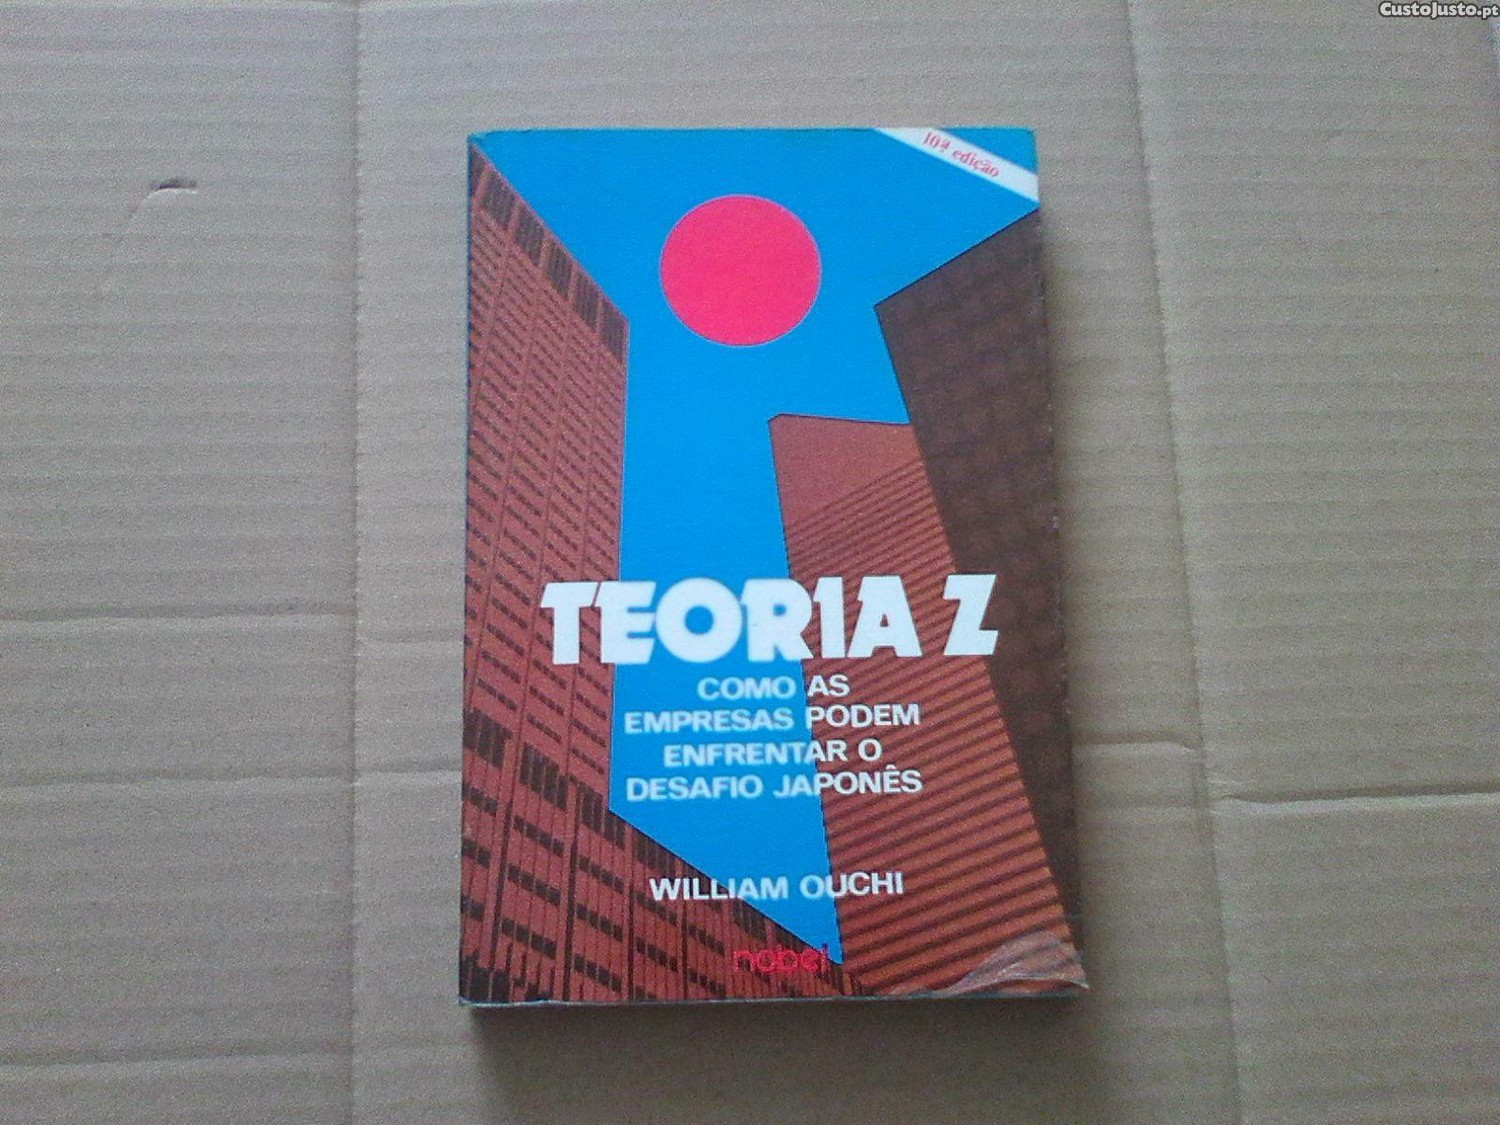 CustoJusto.pt
10ª edição
TEORIA Z
COMO AS
EMPRESAS PODEM
ENFRENTAR O
DESAFIO JAPONÊS
WILLIAM OUCHI
nobel